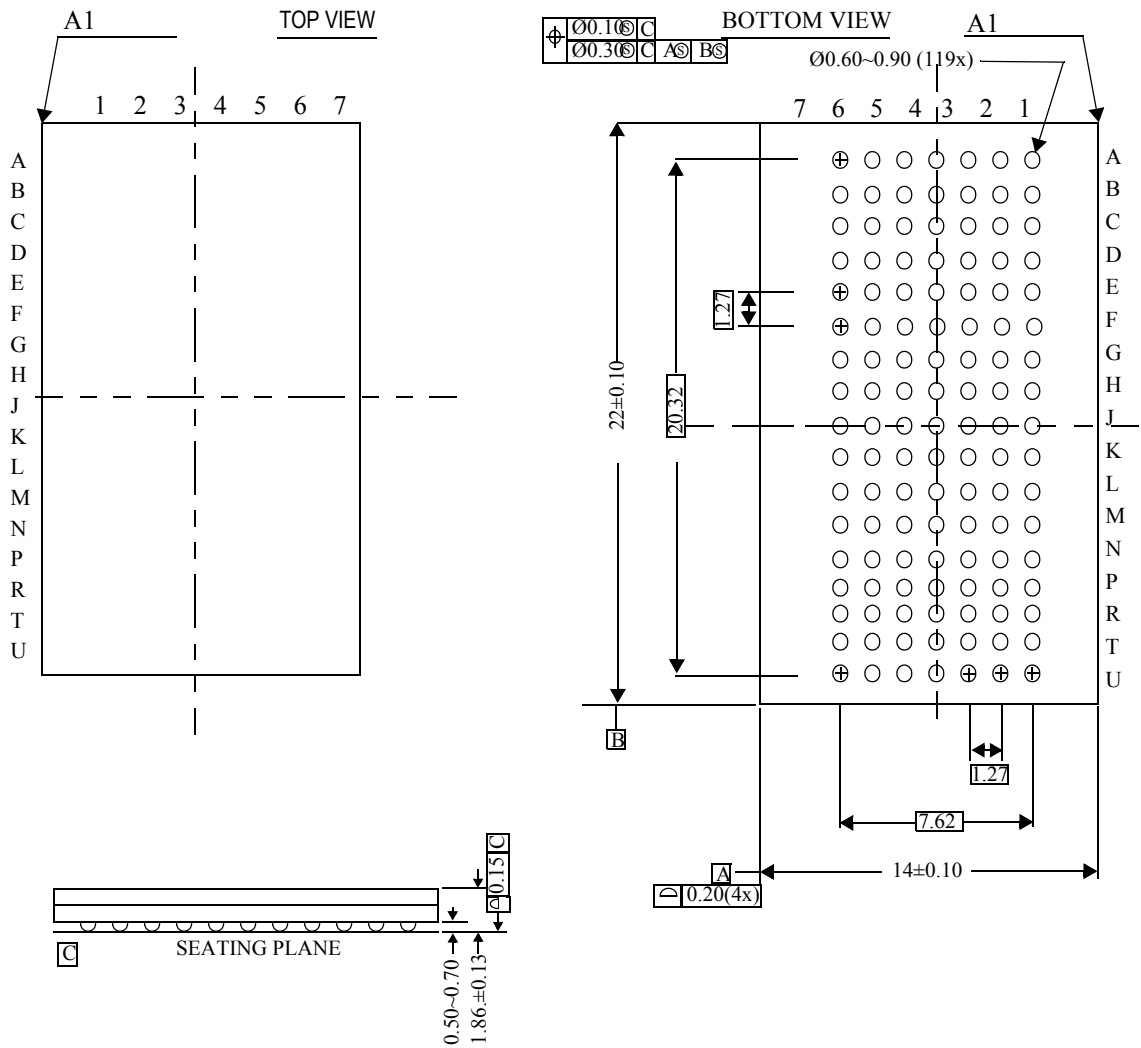 A1
TOP VIEW
1 2 3 4 5 6 7
A
B
C
D
E
F
G
H
J
K
L
M
N
P
R
T
U
Ø0.10Ⓢ C
Ø0.30Ⓢ C AⓈ BⓈ
BOTTOM VIEW
A1
Ø0.60~0.90 (119x)
7 6 5 4 3 2 1
A
B
C
D
E
F
G
H
J
K
L
M
N
P
R
T
U
1.27
22±0.10
20.32
B
1.27
7.62
A
14±0.10
D 0.20(4x)
0.15 C
C
SEATING PLANE
0.50~0.70
1.86.±0.13